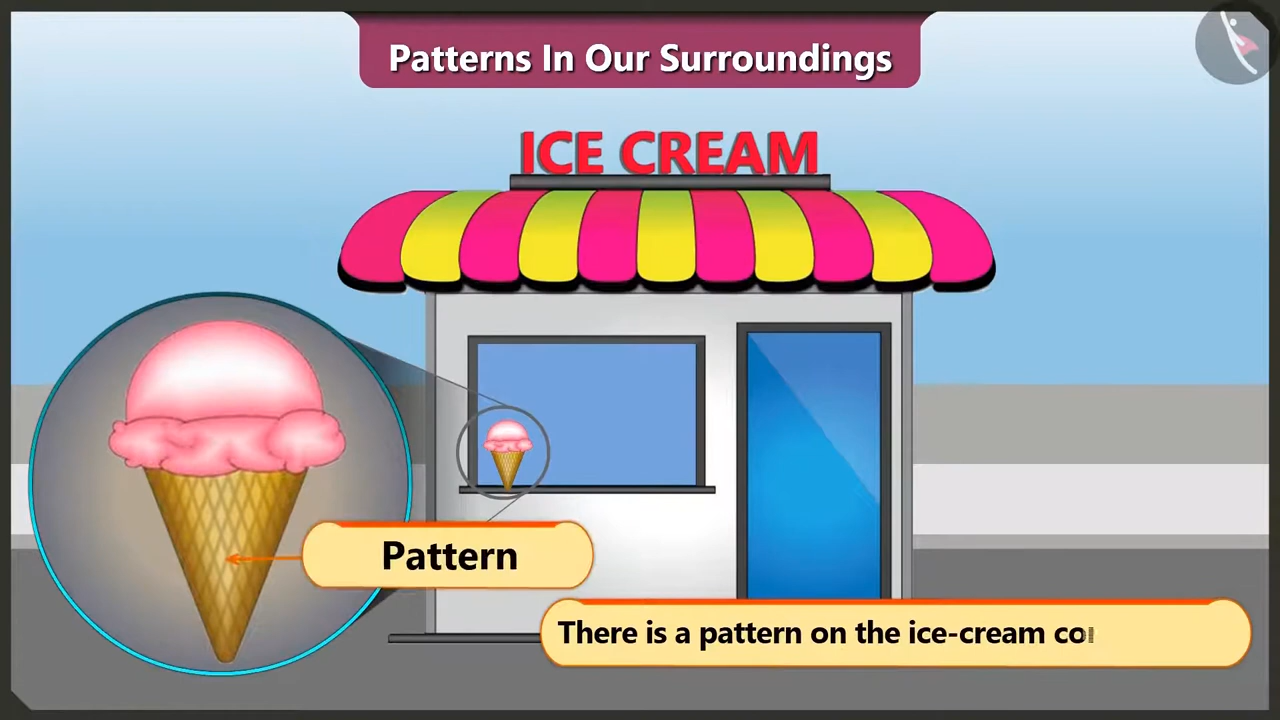 Patterns In Our Surroundings
ICE CREAM
Pattern
There is a pattern on the ice-cream co